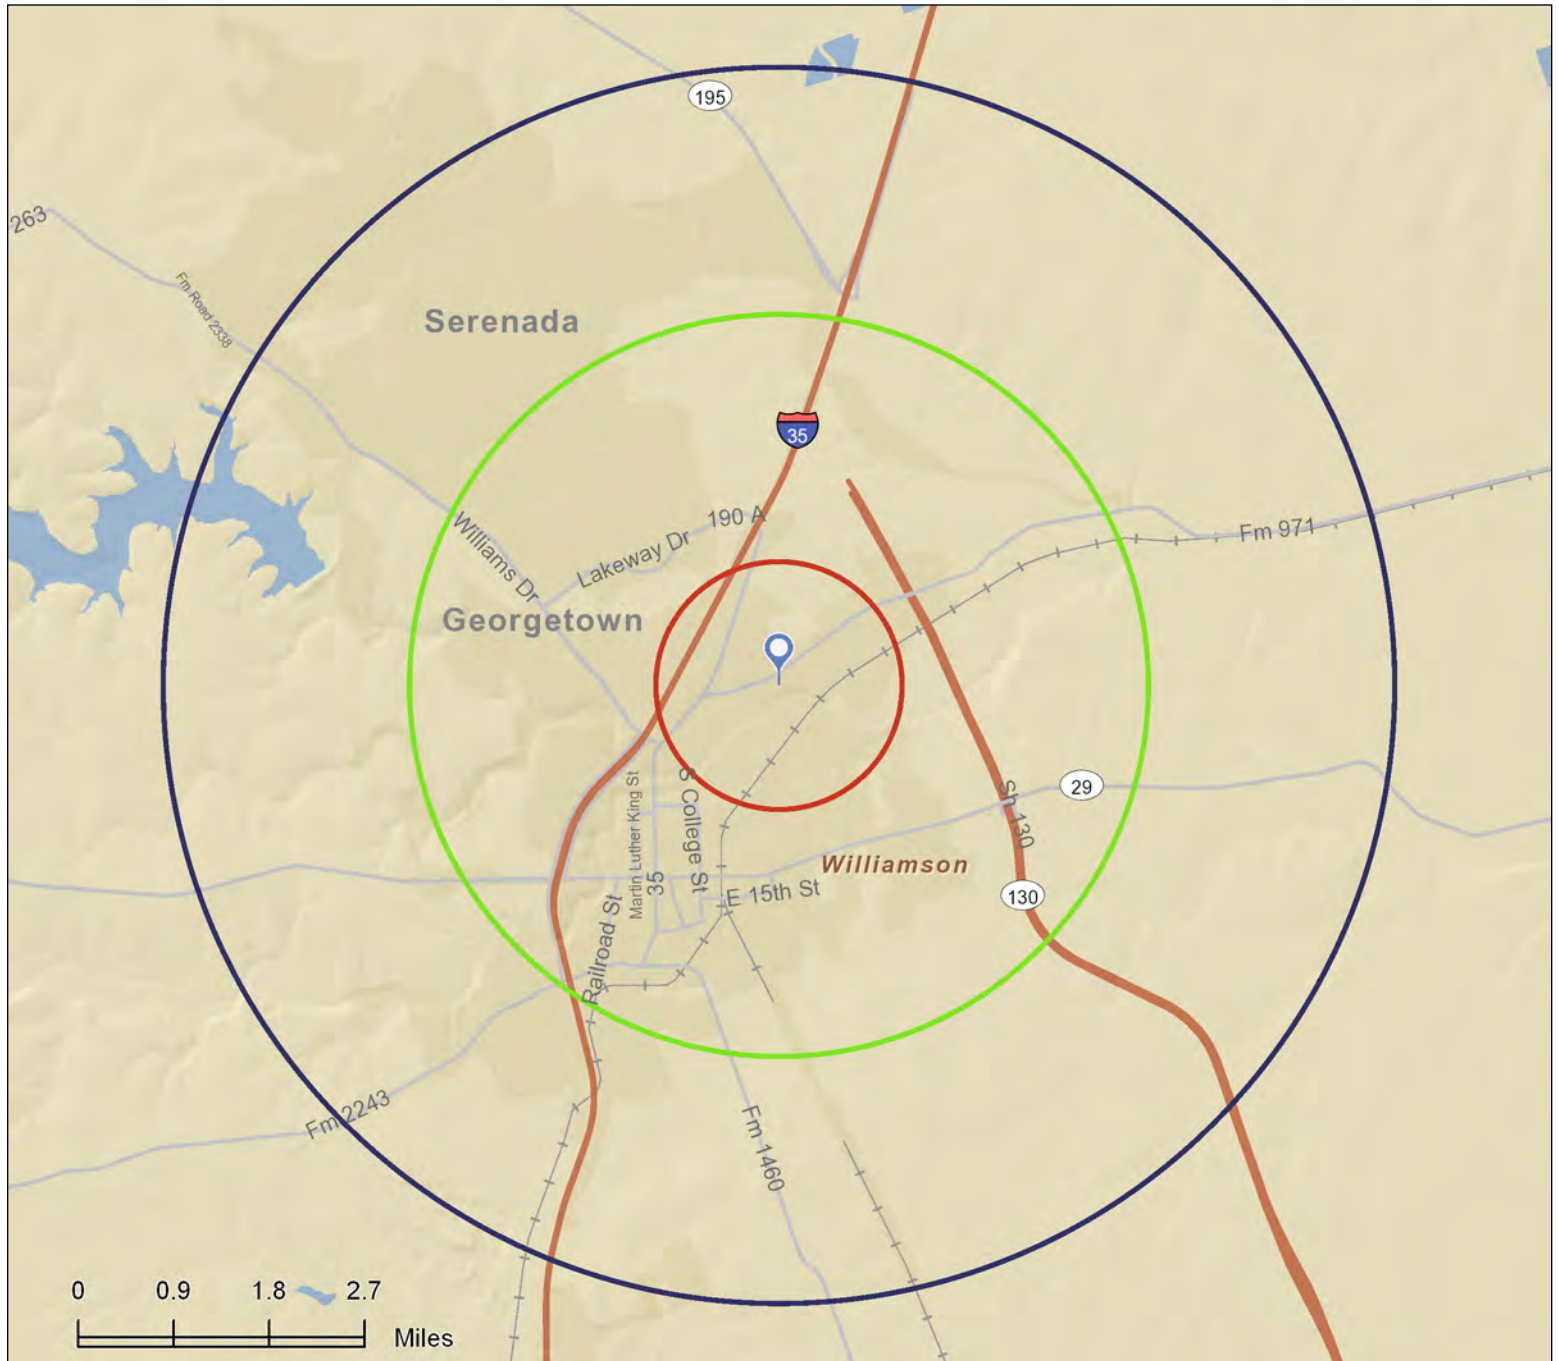 195
263
Fm Road 2338
Serenada
35
190 A
Lakeway Dr
Williams Dr
Fm 971
Georgetown
29
Sh 130
S College St
Martin Luther King St
35
Williamson
E 15th St
130
Railroad St
Fm 2243
Fm 1460
0 0.9 1.8 2.7
Miles